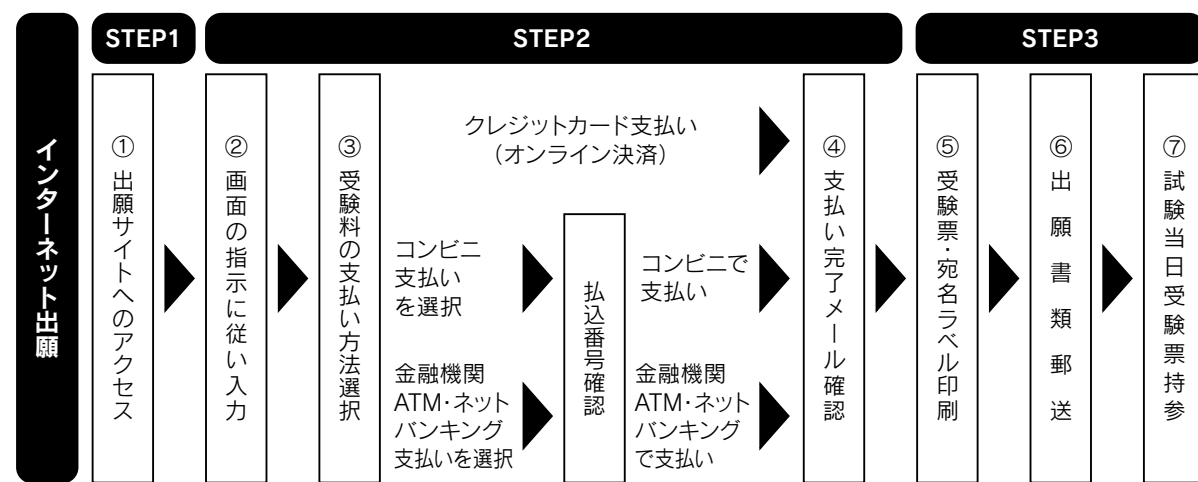 インターネット出願
STEP1
STEP2
STEP3
① 出願サイトへのアクセス
② 画面の指示に従い入力
③ 受験料の支払い方法選択
クレジットカード支払い
（オンライン決済）
コンビニ
支払い
を選択
金融機関
ATM・ネット
バンキング
支払いを選択
払込番号確認
コンビニで
支払い
金融機関
ATM・ネット
バンキング
で支払い
④ 支払い完了メール確認
⑤ 受験票・宛名ラベル印刷
⑥ 出願書類郵送
⑦ 試験当日受験票持参